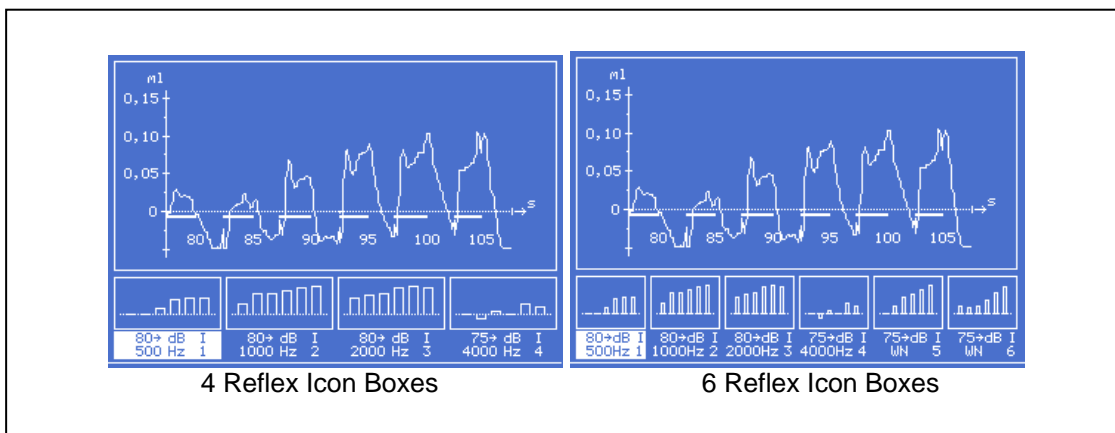 ml
0,15
0,10
0,05
0
s
80 85 90 95 100 105
80→ dB I 80→ dB I 80→ dB I 75→ dB I
500 Hz 1 1000 Hz 2 2000 Hz 3 4000 Hz 4
4 Reflex Icon Boxes
ml
0,15
0,10
0,05
0
s
80 85 90 95 100 105
80→dB I 80→dB I 80→dB I 75→dB I 75→dB I 75→dB I
500Hz 1 1000Hz 2 2000Hz 3 4000Hz 4 WN 5 WN 6
6 Reflex Icon Boxes